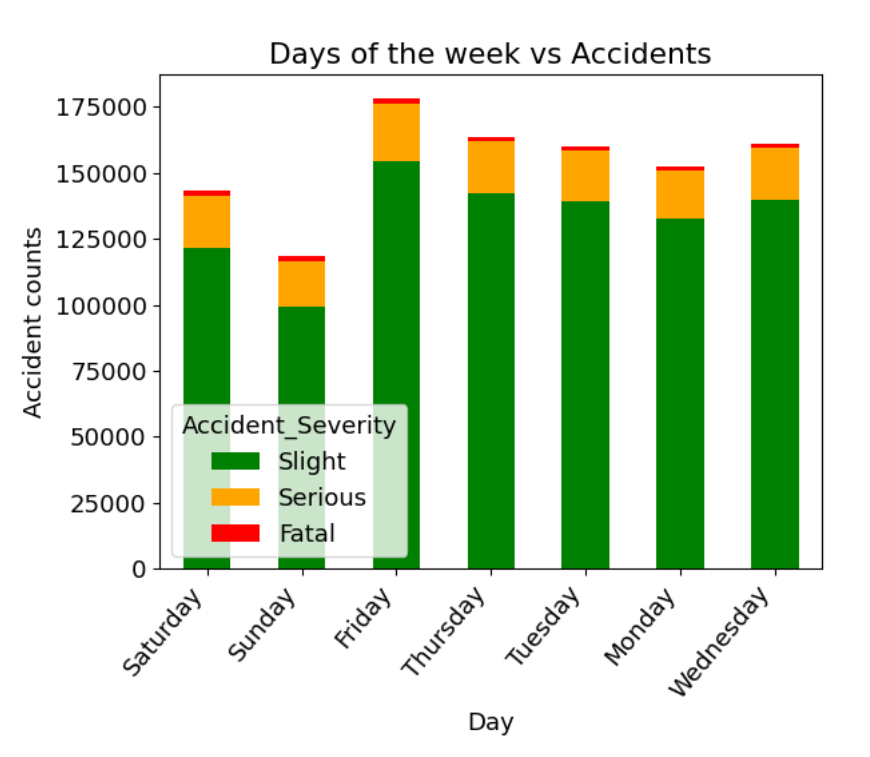 Days of the week vs Accidents
Accident counts
175000
150000
125000
100000
75000
50000
25000
0
Accident_Severity
Slight
Serious
Fatal
Saturday
Sunday
Friday
Thursday
Tuesday
Monday
Wednesday
Day